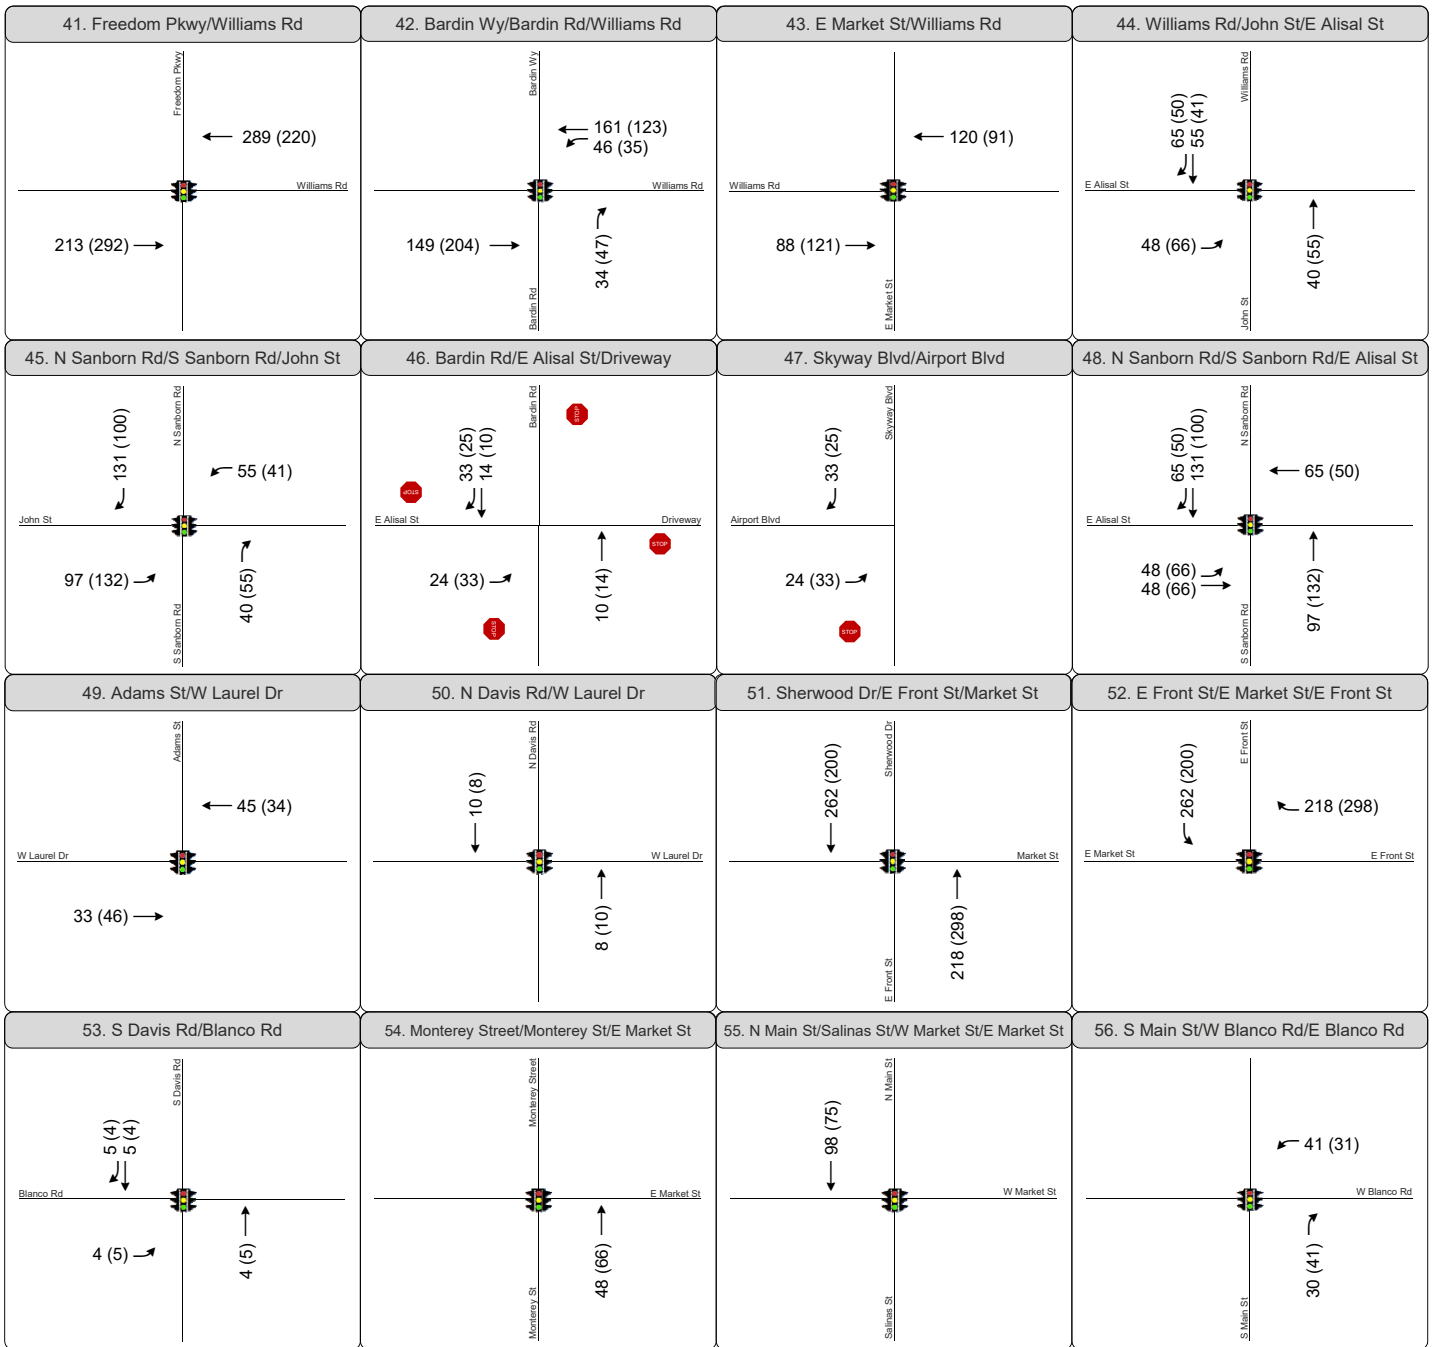 41. Freedom Pkwy/Williams Rd
Freedom Pkwy
289 (220)
Williams Rd
213 (292)
42. Bardin Wy/Bardin Rd/Williams Rd
Bardin Wy
161 (123)
46 (35)
Williams Rd
149 (204)
34 (47)
Bardin Rd
43. E Market St/Williams Rd
120 (91)
Williams Rd
88 (121)
E Market St
44. Williams Rd/John St/E Alisal St
Williams Rd
65 (50)
55 (41)
E Alisal St
48 (66)
40 (55)
John St
45. N Sanborn Rd/S Sanborn Rd/John St
N Sanborn Rd
131 (100)
55 (41)
John St
97 (132)
40 (55)
S Sanborn Rd
46. Bardin Rd/E Alisal St/Driveway
Bardin Rd
STOP
33 (25)
14 (10)
STOP
E Alisal St
Driveway
STOP
24 (33)
10 (14)
STOP
47. Skyway Blvd/Airport Blvd
Skyway Blvd
33 (25)
Airport Blvd
24 (33)
STOP
48. N Sanborn Rd/S Sanborn Rd/E Alisal St
N Sanborn Rd
65 (50)
131 (100)
65 (50)
E Alisal St
48 (66)
48 (66)
97 (132)
S Sanborn Rd
49. Adams St/W Laurel Dr
Adams St
45 (34)
W Laurel Dr
33 (46)
50. N Davis Rd/W Laurel Dr
N Davis Rd
10 (8)
W Laurel Dr
8 (10)
51. Sherwood Dr/E Front St/Market St
Sherwood Dr
262 (200)
Market St
218 (298)
E Front St
52. E Front St/E Market St/E Front St
E Front St
262 (200)
218 (298)
E Market St
E Front St
53. S Davis Rd/Blanco Rd
S Davis Rd
5 (4)
5 (4)
Blanco Rd
4 (5)
4 (5)
54. Monterey Street/Monterey St/E Market St
Monterey Street
E Market St
48 (66)
Monterey St
55. N Main St/Salinas St/W Market St/E Market St
N Main St
98 (75)
W Market St
Salinas St
56. S Main St/W Blanco Rd/E Blanco Rd
41 (31)
W Blanco Rd
30 (41)
S Main St